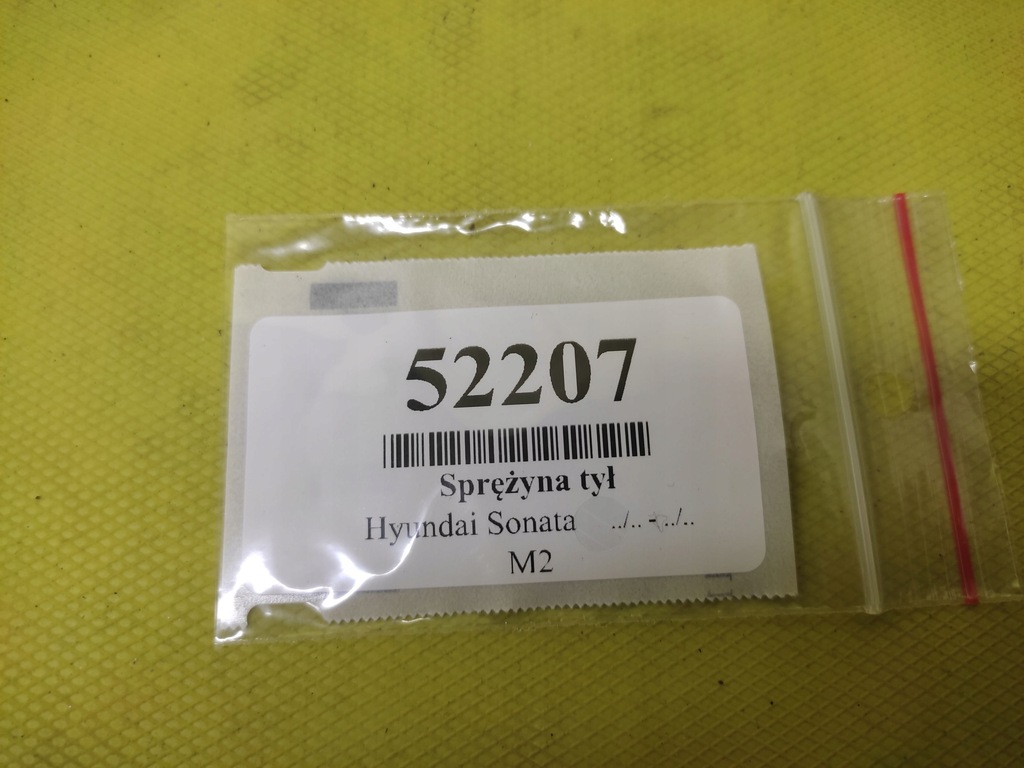 52207
Sprężyna tył
Hyundai Sonata ../.. - ../..
M2